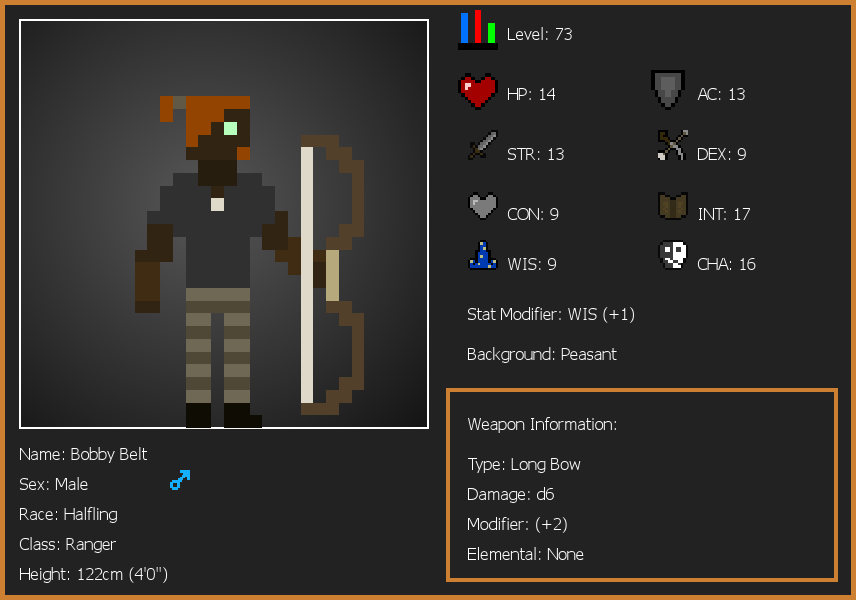 Level: 73
HP: 14
AC: 13
STR: 13
DEX: 9
CON: 9
INT: 17
WIS: 9
CHA: 16
Stat Modifier: WIS (+1)
Background: Peasant
Weapon Information:
Type: Long Bow
Damage: d6
Modifier: (+2)
Elemental: None
Name: Bobby Belt
Sex: Male
Race: Halfling
Class: Ranger
Height: 122cm (4'0")